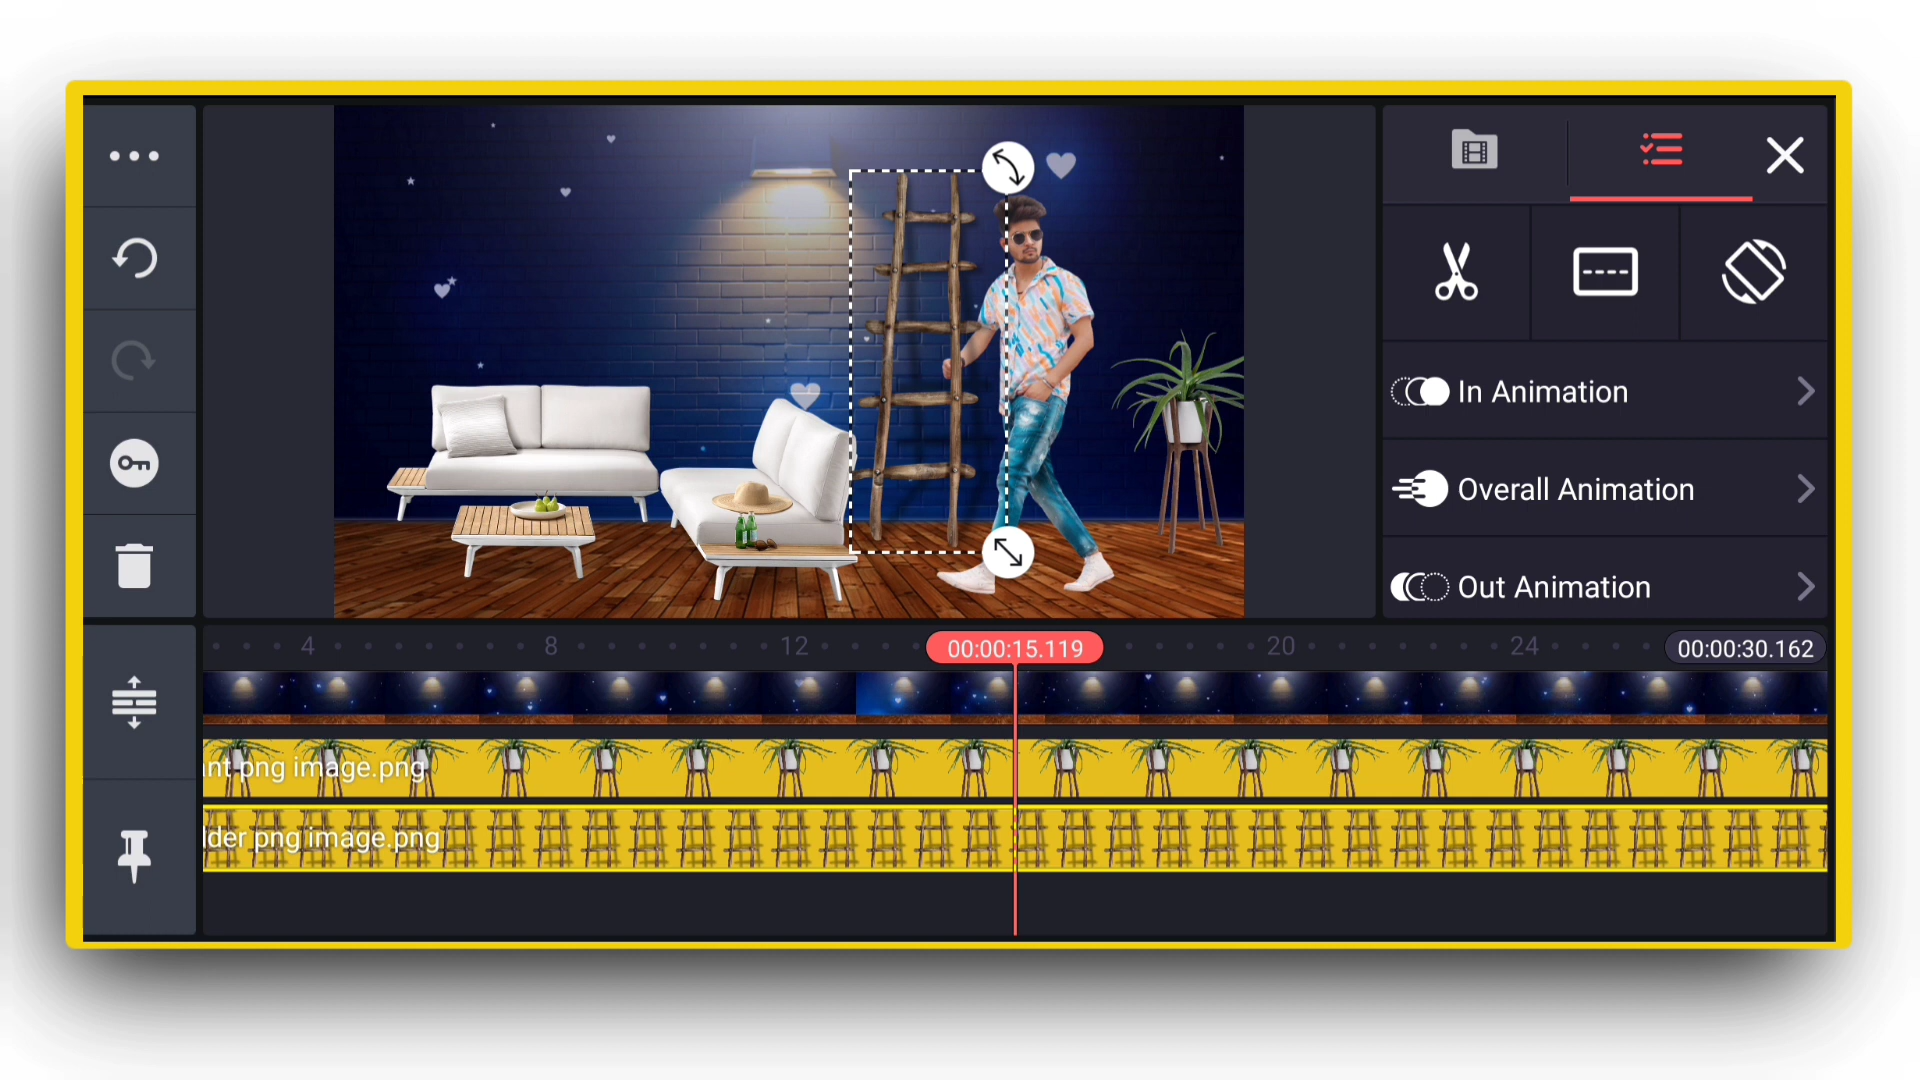 In Animation
Overall Animation
Out Animation
4 8 12 00:00:15.119 20 24 00:00:30.162
nt png image.png
dder png image.png